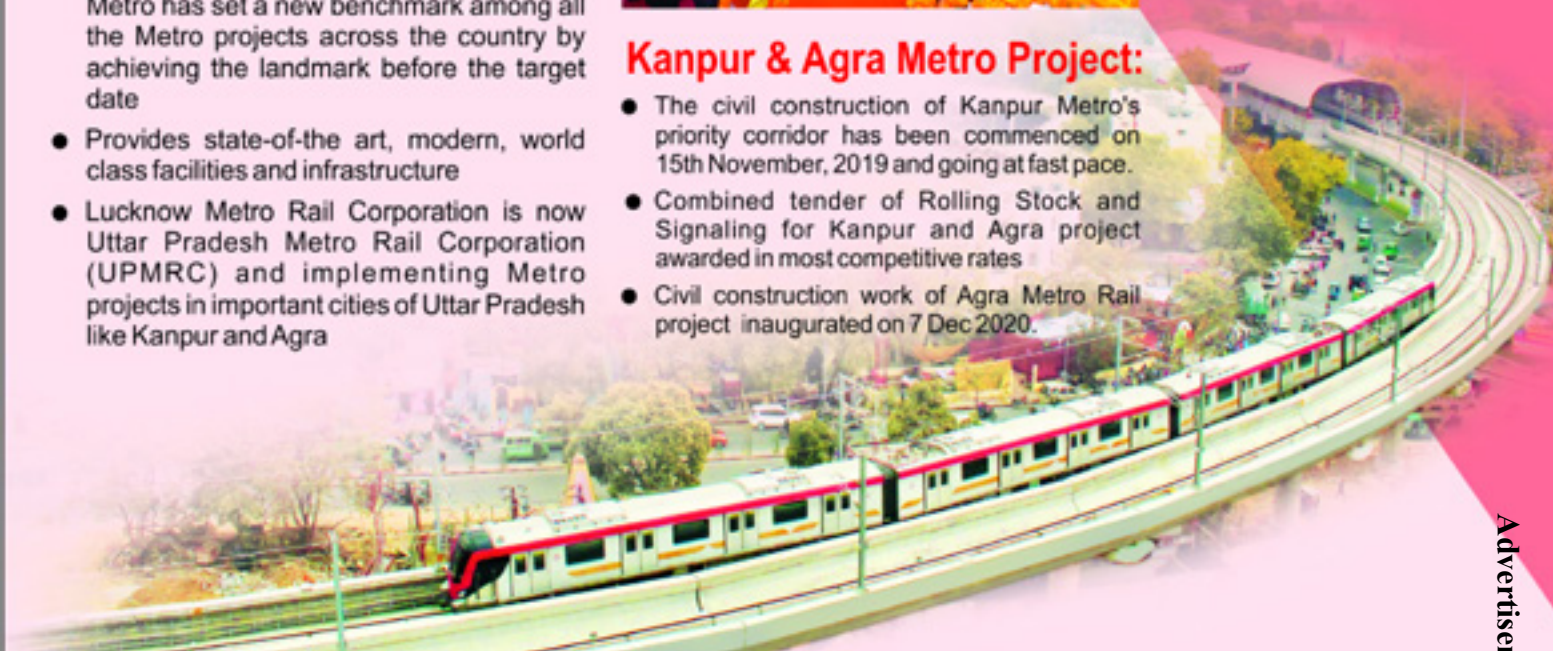 Metro has set a new benchmark among all
the Metro projects across the country by
achieving the landmark before the target
date
● Provides state-of-the art, modern, world
class facilities and infrastructure
● Lucknow Metro Rail Corporation is now
Uttar Pradesh Metro Rail Corporation
(UPMRC) and implementing Metro
projects in important cities of Uttar Pradesh
like Kanpur and Agra
Kanpur & Agra Metro Project:
● The civil construction of Kanpur Metro's
priority corridor has been commenced on
15th November, 2019 and going at fast pace.
● Combined tender of Rolling Stock and
Signaling for Kanpur and Agra project
awarded in most competitive rates
● Civil construction work of Agra Metro Rail
project inaugurated on 7 Dec 2020.